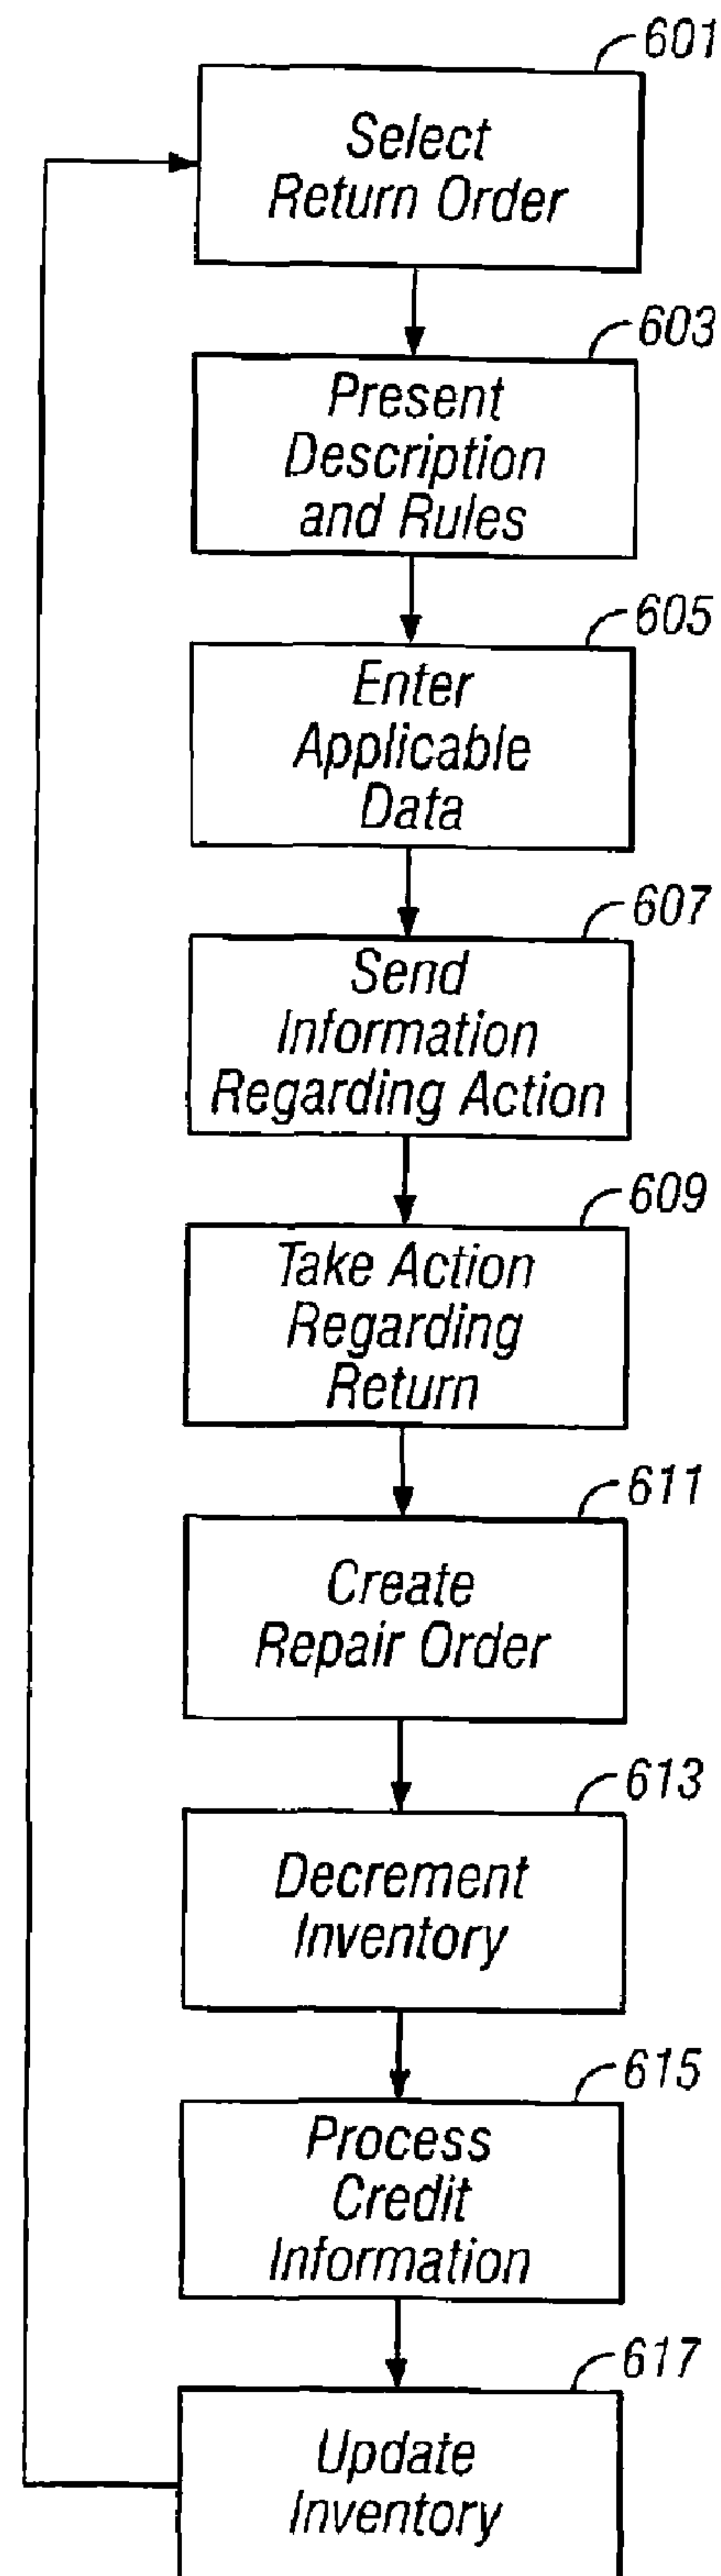 601
Select
Return Order
603
Present
Description
and Rules
605
Enter
Applicable
Data
607
Send
Information
Regarding Action
609
Take Action
Regarding
Return
611
Create
Repair Order
613
Decrement
Inventory
615
Process
Credit
Information
617
Update
Inventory